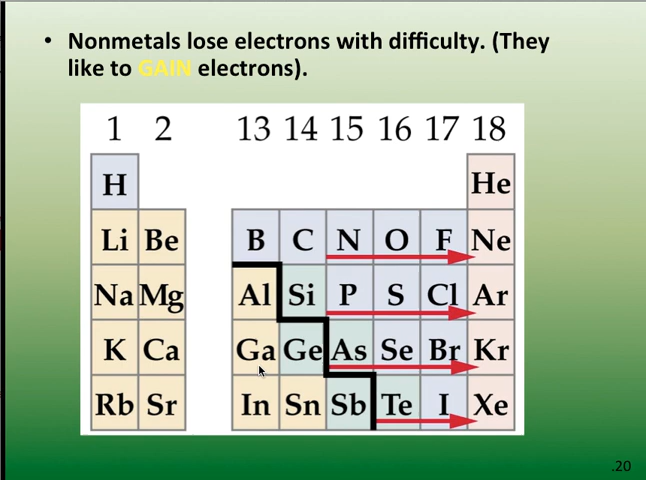 • Nonmetals lose electrons with difficulty. (They
like to GAIN electrons).
1 2 13 14 15 16 17 18
H He
Li Be B C N O F Ne
Na Mg Al Si P S Cl Ar
K Ca Ga Ge As Se Br Kr
Rb Sr In Sn Sb Te I Xe
.20